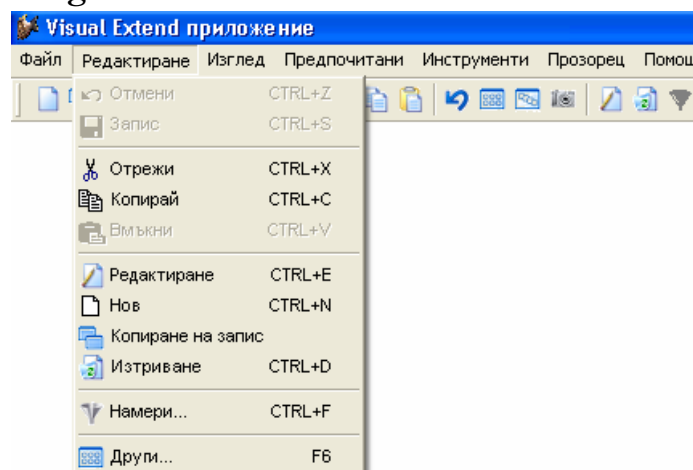 Visual Extend приложение
Файл Редактиране Изглед Предпочитани Инструменти Прозорец
Отмени CTRL+Z
Запис CTRL+S
Отрежи CTRL+X
Копирай CTRL+C
Вмъкни CTRL+V
Редактиране CTRL+E
Нов CTRL+N
Копиране на запис
Изтриване CTRL+D
Намери... CTRL+F
Други... F6